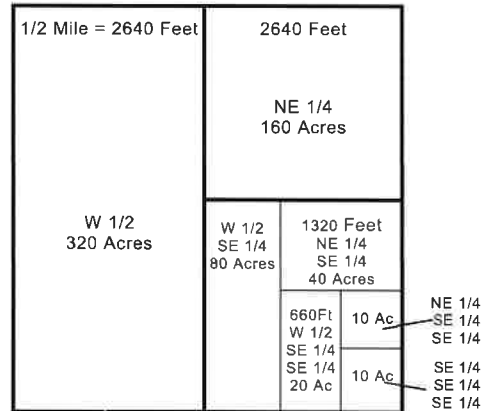 1/2 Mile = 2640 Feet
2640 Feet
NE 1/4
160 Acres
W 1/2
320 Acres
W 1/2
SE 1/4
80 Acres
1320 Feet
NE 1/4
SE 1/4
40 Acres
660Ft
W 1/2
SE 1/4
SE 1/4
20 Ac
10 Ac
NE 1/4
SE 1/4
SE 1/4
10 Ac
SE 1/4
SE 1/4
SE 1/4